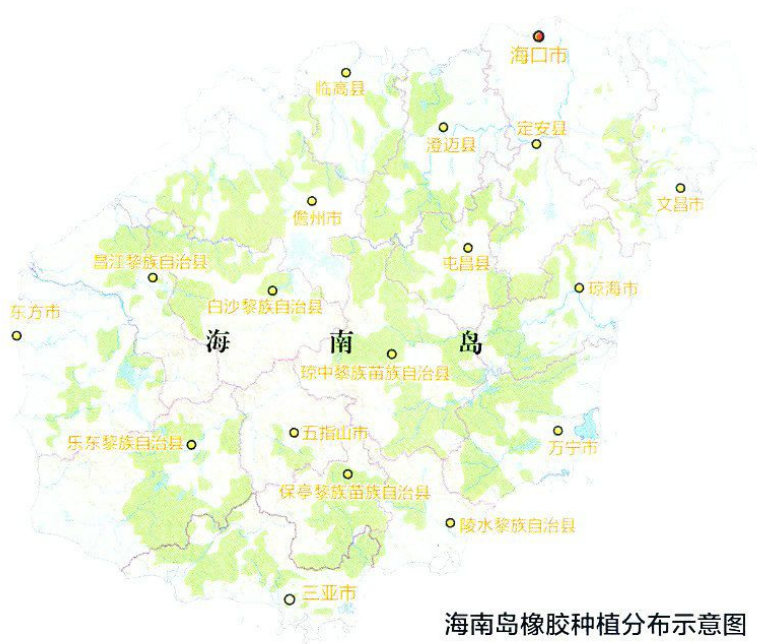 海口市
临高县
定安县
澄迈县
文昌市
儋州市
屯昌县
昌江黎族自治县
琼海市
白沙黎族自治县
东方市
海南岛
琼中黎族苗族自治县
五指山市
乐东黎族自治县
万宁市
保亭黎族苗族自治县
陵水黎族自治县
三亚市
海南岛橡胶种植分布示意图